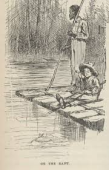 ON THE RAFT.